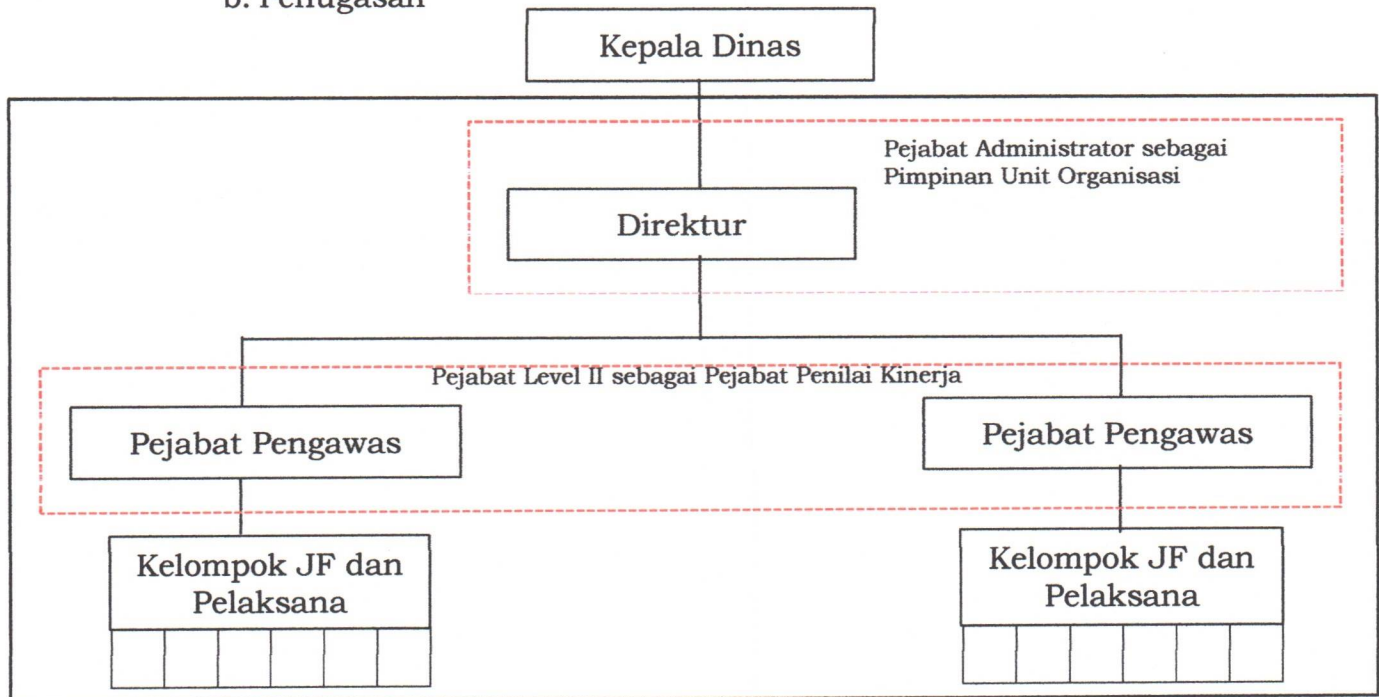 b. Penugasan
Kepala Dinas
Pejabat Administrator sebagai
Pimpinan Unit Organisasi
Direktur
Pejabat Level II sebagai Pejabat Penilai Kinerja
Pejabat Pengawas
Pejabat Pengawas
Kelompok JF dan
Pelaksana
Kelompok JF dan
Pelaksana